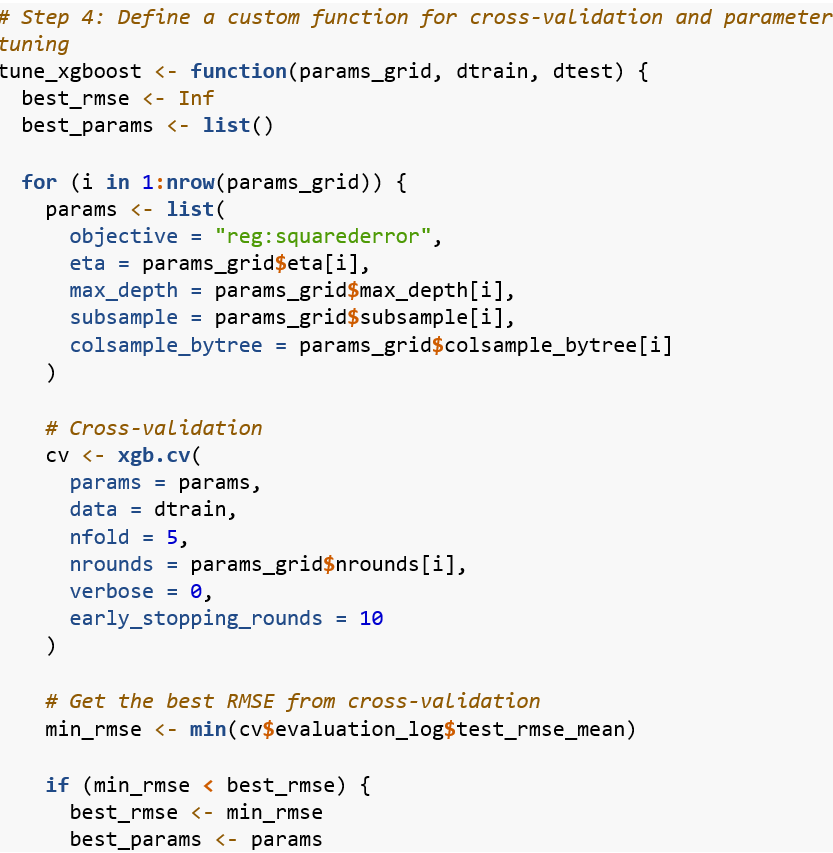 # Step 4: Define a custom function for cross-validation and parameter
tuning
tune_xgboost <- function(params_grid, dtrain, dtest) {
  best_rmse <- Inf
  best_params <- list()

  for (i in 1:nrow(params_grid)) {
    params <- list(
      objective = "reg:squarederror",
      eta = params_grid$eta[i],
      max_depth = params_grid$max_depth[i],
      subsample = params_grid$subsample[i],
      colsample_bytree = params_grid$colsample_bytree[i]
    )

    # Cross-validation
    cv <- xgb.cv(
      params = params,
      data = dtrain,
      nfold = 5,
      nrounds = params_grid$nrounds[i],
      verbose = 0,
      early_stopping_rounds = 10
    )

    # Get the best RMSE from cross-validation
    min_rmse <- min(cv$evaluation_log$test_rmse_mean)

    if (min_rmse < best_rmse) {
      best_rmse <- min_rmse
      best_params <- params